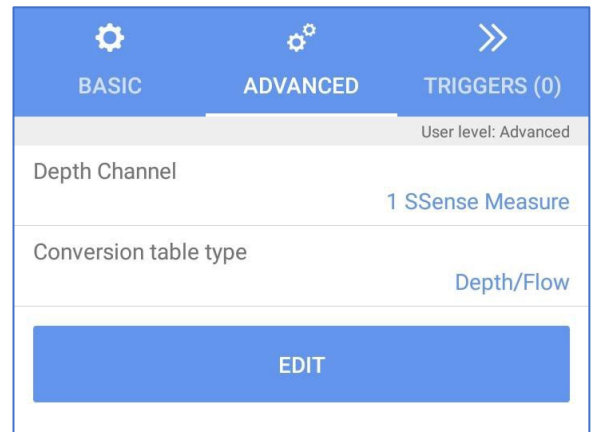 BASIC
ADVANCED
TRIGGERS (0)
User level: Advanced
Depth Channel
1 SSense Measure
Conversion table type
Depth/Flow
EDIT